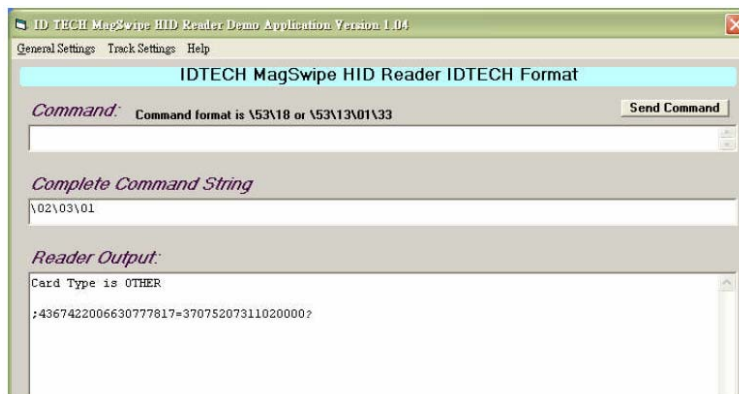 ID TECH MagSwipe HID Reader Demo Application Version 1.04
General Settings Track Settings Help
IDTECH MagSwipe HID Reader IDTECH Format
Command: Command format is \53\18 or \53\13\01\33 Send Command
Complete Command String
\02\03\01
Reader Output:
Card Type is OTHER
;4367422006630777817=37075207311020000?